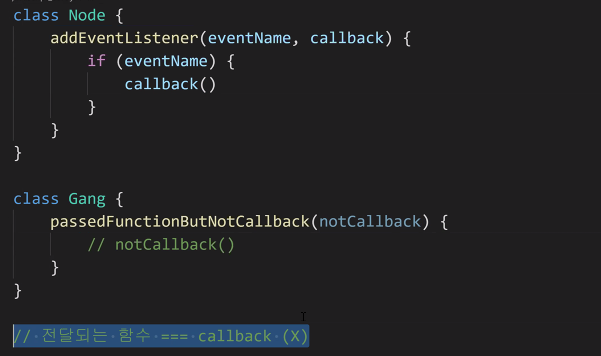 class Node {
addEventListener(eventName, callback) {
if (eventName) {
callback()
}
}
}
class Gang {
passedFunctionButNotCallback(notCallback) {
// notCallback()
}
}
// 전달되는 함수 === callback (X)